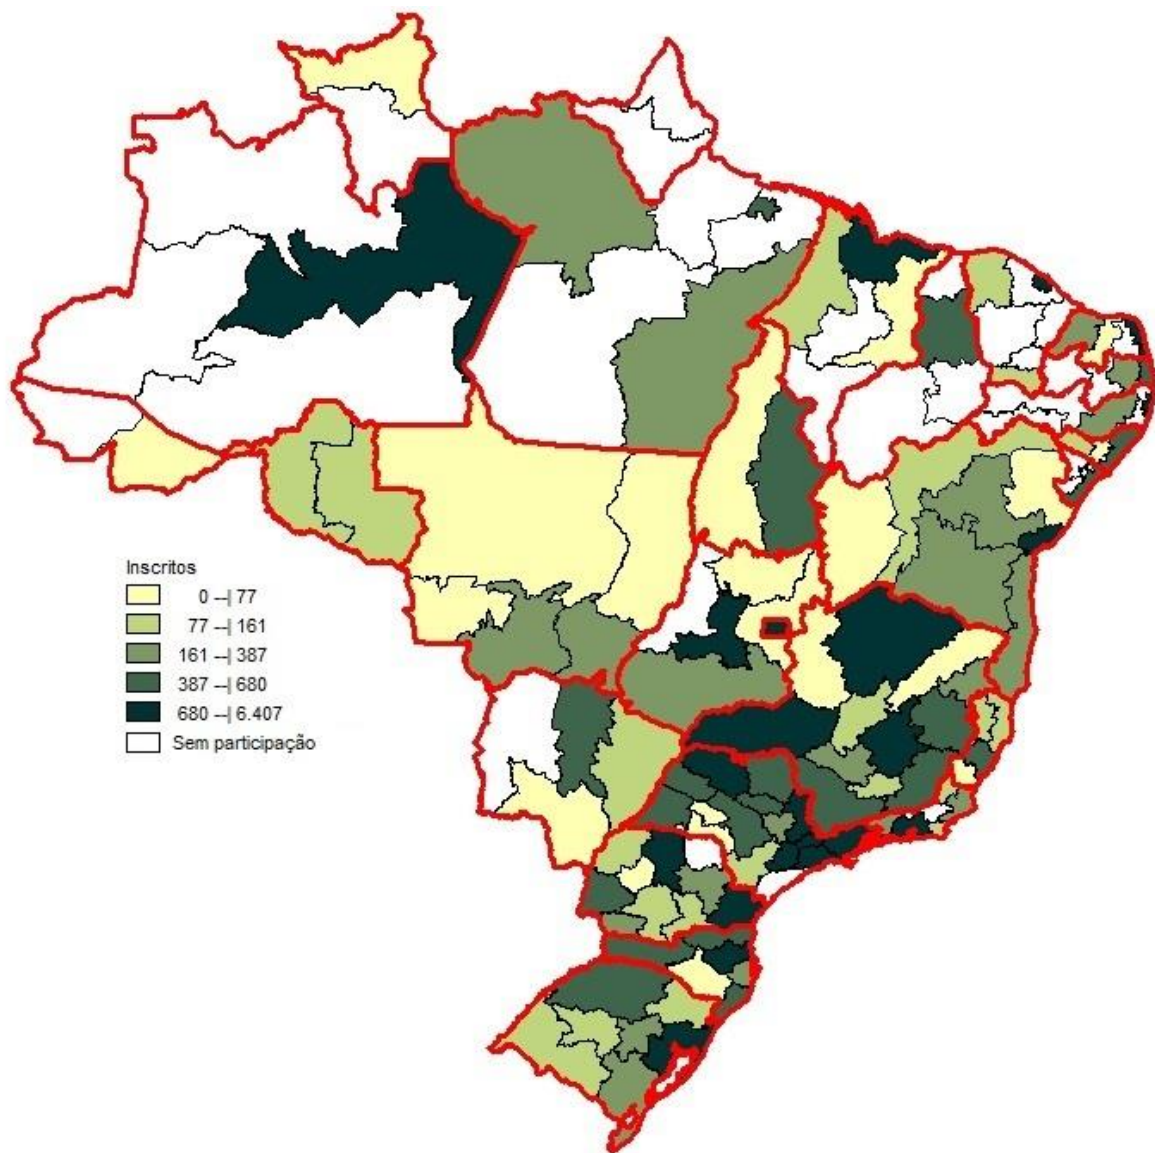 Inscritos
0 --| 77
77 --| 161
161 --| 387
387 --| 680
680 --| 6.407
Sem participação